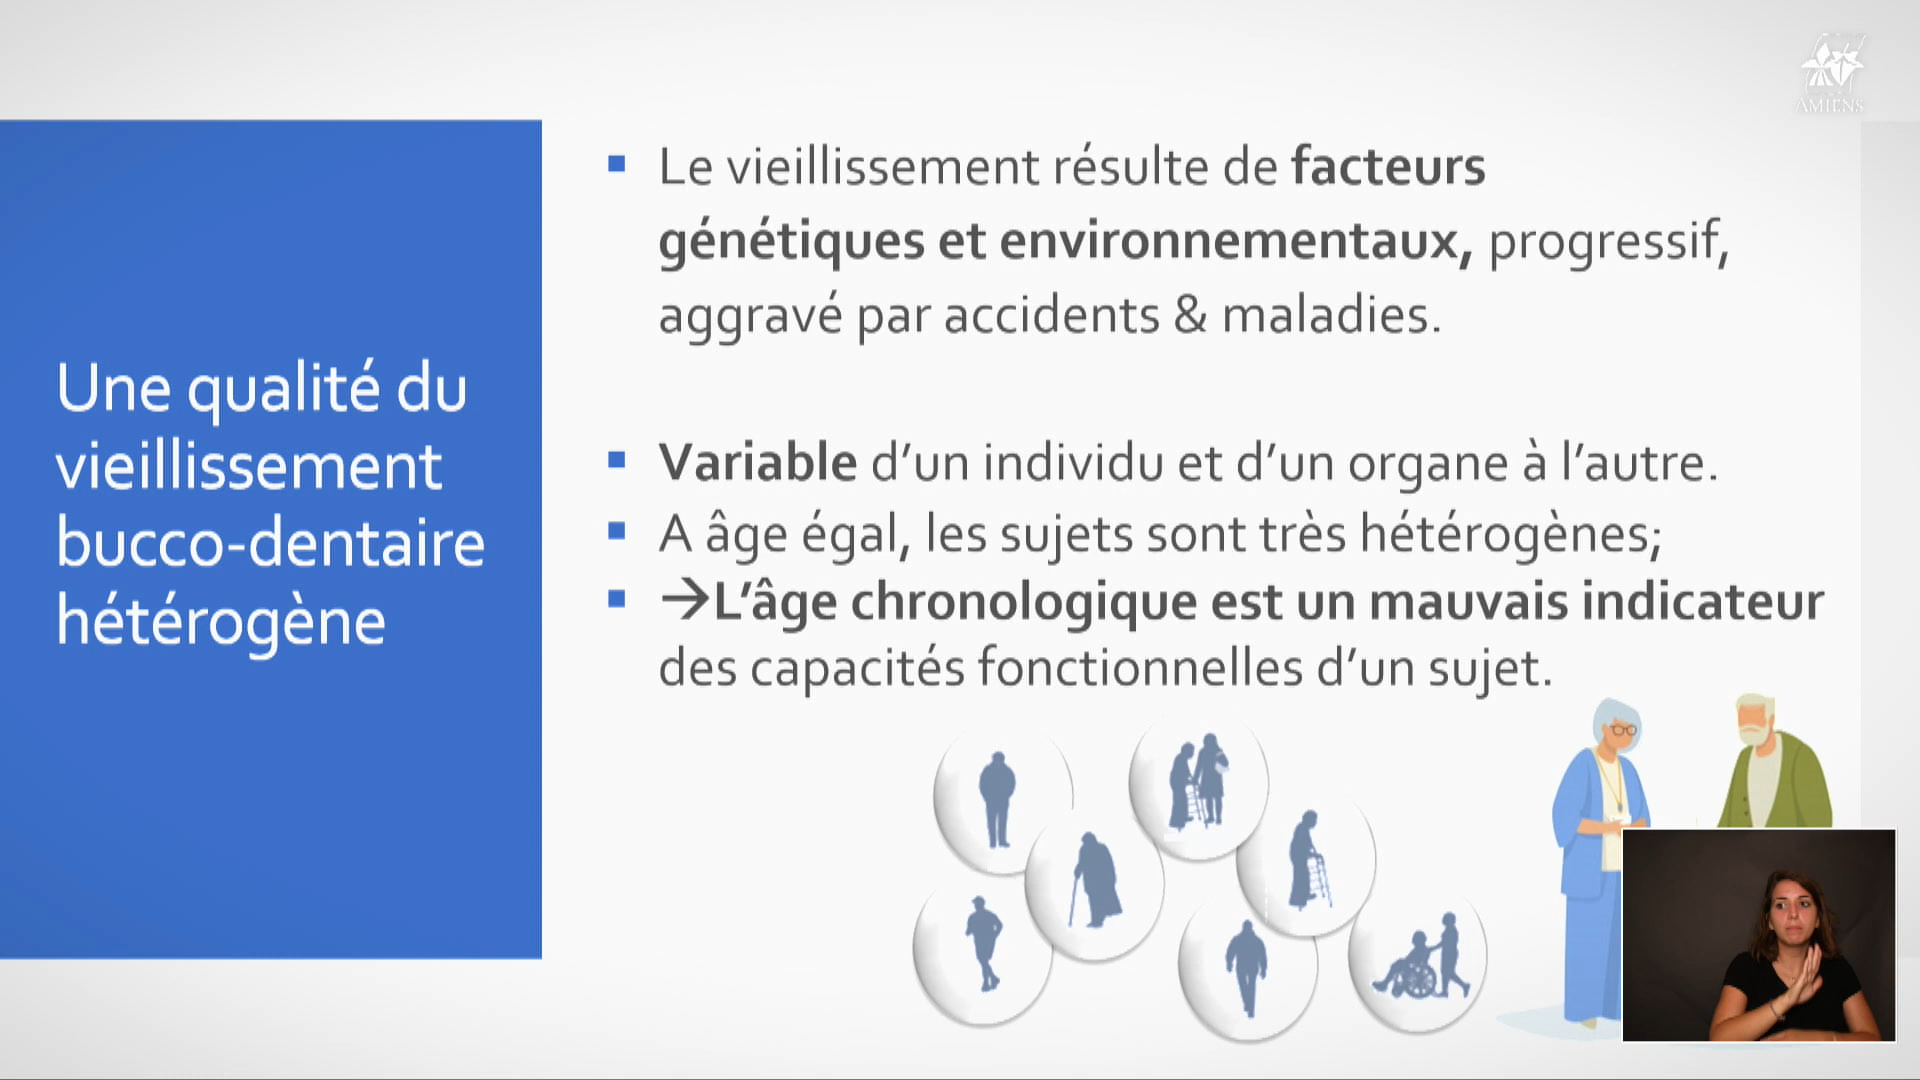 AMIENS
Une qualité du
vieillissement
bucco-dentaire
hétérogène
▪ Le vieillissement résulte de facteurs
génétiques et environnementaux, progressif,
aggravé par accidents & maladies.
▪ Variable d’un individu et d’un organe à l’autre.
▪ A âge égal, les sujets sont très hétérogènes;
▪ →L’âge chronologique est un mauvais indicateur
des capacités fonctionnelles d’un sujet.